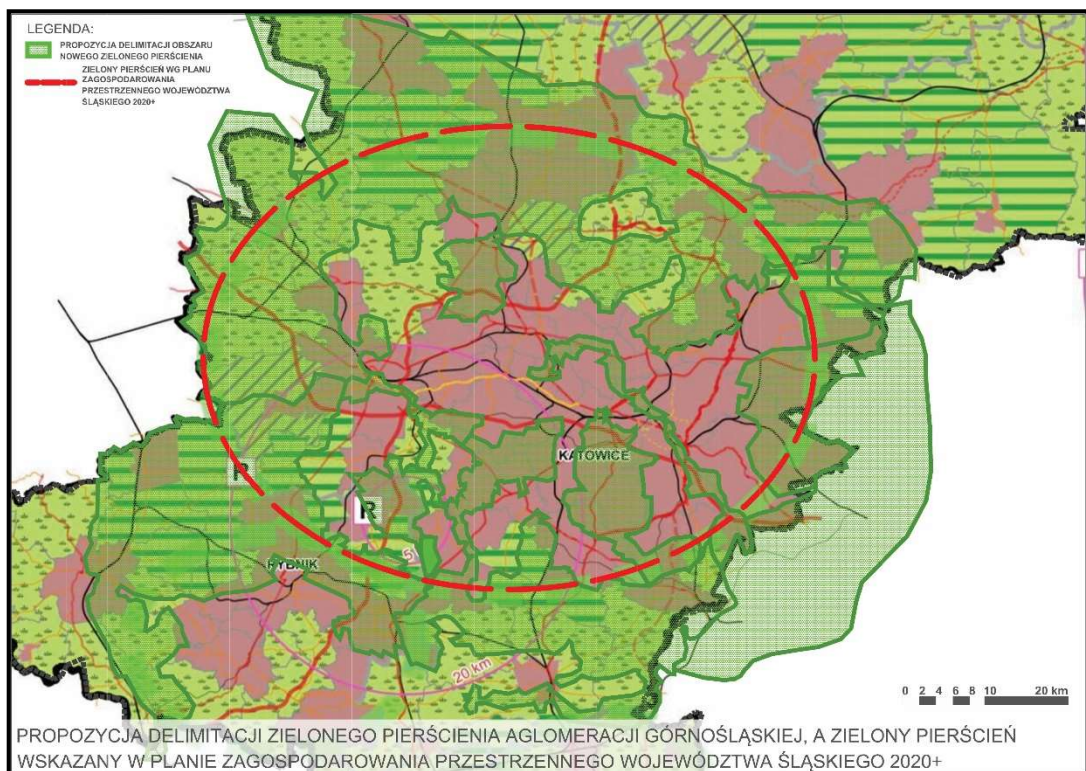 LEGENDA:
PROPOZYCJA DELIMITACJI OBSZARU
NOWEGO ZIELONEGO PIERŚCIENIA
ZIELONY PIERŚCIEŃ WG PLANU
ZAGOSPODAROWANIA
PRZESTRZENNEGO WOJEWÓDZTWA
ŚLĄSKIEGO 2020+
KATOWICE
R
R
5
RYBNIK
20 km
0 2 4 6 8 10 20 km
PROPOZYCJA DELIMITACJI ZIELONEGO PIERŚCIENIA AGLOMERACJI GÓRNOŚLĄSKIEJ, A ZIELONY PIERŚCIEŃ
WSKAZANY W PLANIE ZAGOSPODAROWANIA PRZESTRZENNEGO WOJEWÓDZTWA ŚLĄSKIEGO 2020+